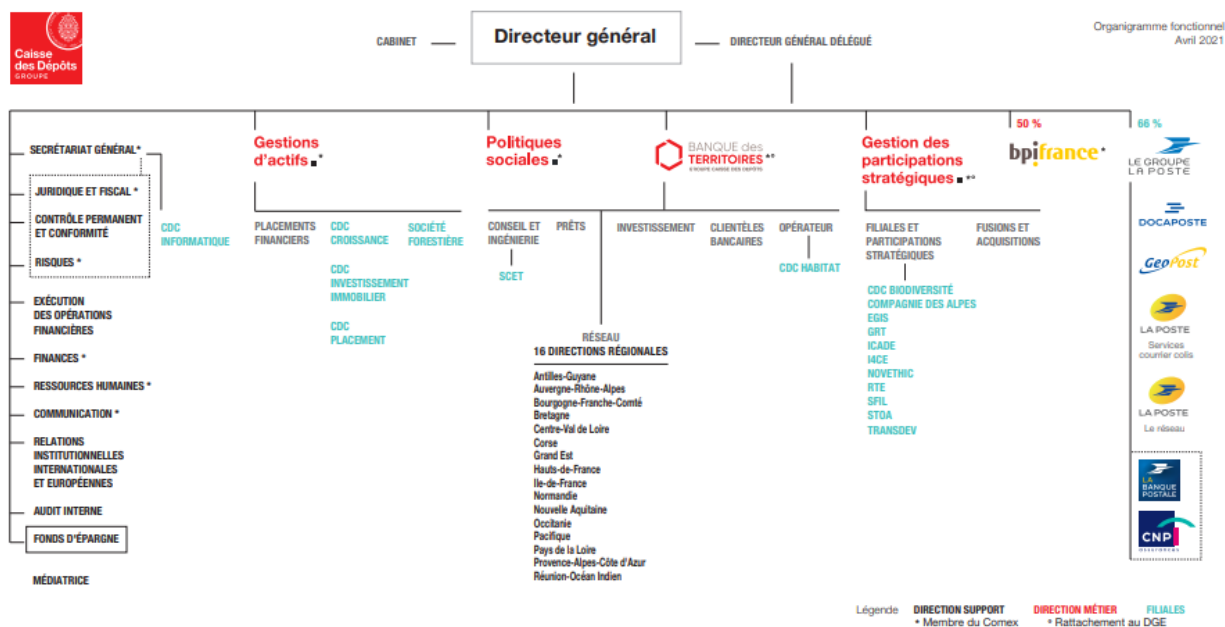 Caisse
des Dépôts
GROUPE
CABINET
Directeur général
DIRECTEUR GÉNÉRAL DÉLÉGUÉ
Organigramme fonctionnel
Avril 2021
SECRÉTARIAT GÉNÉRAL*
JURIDIQUE ET FISCAL *
CONTRÔLE PERMANENT
ET CONFORMITÉ
RISQUES *
CDC
INFORMATIQUE
EXÉCUTION
DES OPÉRATIONS
FINANCIÈRES
FINANCES *
RESSOURCES HUMAINES *
COMMUNICATION *
RELATIONS
INSTITUTIONNELLES
INTERNATIONALES
ET EUROPÉENNES
AUDIT INTERNE
FONDS D'ÉPARGNE
MÉDIATRICE
Gestions
d'actifs ■*
PLACEMENTS
FINANCIERS
CDC
CROISSANCE
CDC
INVESTISSEMENT
IMMOBILIER
CDC
PLACEMENT
SOCIÉTÉ
FORESTIÈRE
Politiques
sociales ■*
BANQUE des
TERRITOIRES *°
GROUPE CAISSE DES DÉPÔTS
CONSEIL ET
INGÉNIERIE
SCET
PRÊTS
INVESTISSEMENT
CLIENTÈLES
BANCAIRES
OPÉRATEUR
CDC HABITAT
RÉSEAU
16 DIRECTIONS RÉGIONALES
Antilles-Guyane
Auvergne-Rhône-Alpes
Bourgogne-Franche-Comté
Bretagne
Centre-Val de Loire
Corse
Grand Est
Hauts-de-France
Ile-de-France
Normandie
Nouvelle Aquitaine
Occitanie
Pacifique
Pays de la Loire
Provence-Alpes-Côte d'Azur
Réunion-Océan Indien
Gestion des
participations
stratégiques ■ *°
FILIALES ET
PARTICIPATIONS
STRATÉGIQUES
CDC BIODIVERSITÉ
COMPAGNIE DES ALPES
EGIS
GRT
ICADE
I4CE
NOVETHIC
RTE
SFIL
STOA
TRANSDEV
FUSIONS ET
ACQUISITIONS
50 %
bpifrance *
66 %
LE GROUPE
LA POSTE
DOCAPOSTE
GeoPost
LA POSTE
Services
courrier colis
LA POSTE
Le réseau
LA
BANQUE
POSTALE
CNP
Légende
DIRECTION SUPPORT
DIRECTION MÉTIER
FILIALES
* Membre du Comex
° Rattachement au DGE